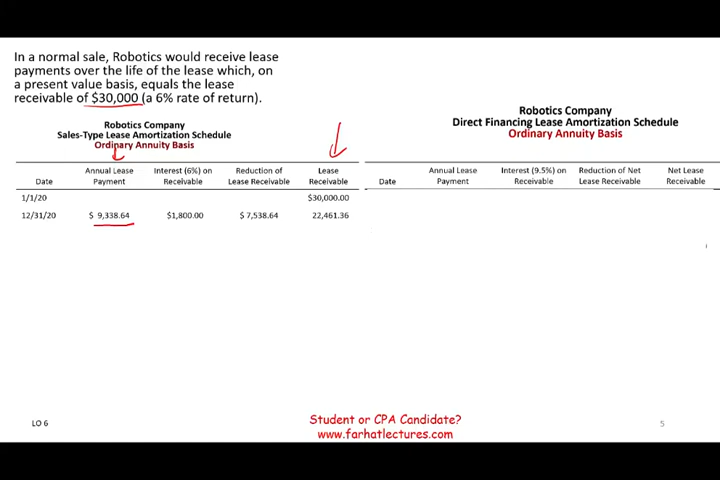 In a normal sale, Robotics would receive lease
payments over the life of the lease which, on
a present value basis, equals the lease
receivable of $30,000 (a 6% rate of return).
Robotics Company
Sales-Type Lease Amortization Schedule
Ordinary Annuity Basis
Date Annual Lease Payment Interest (6%) on Receivable Reduction of Lease Receivable Lease Receivable
1/1/20 $30,000.00
12/31/20 $ 9,338.64 $1,800.00 $ 7,538.64 22,461.36
Robotics Company
Direct Financing Lease Amortization Schedule
Ordinary Annuity Basis
Date Annual Lease Payment Interest (9.5%) on Receivable Reduction of Net Lease Receivable Net Lease Receivable
LO 6
Student or CPA Candidate?
www.farhatlectures.com
5